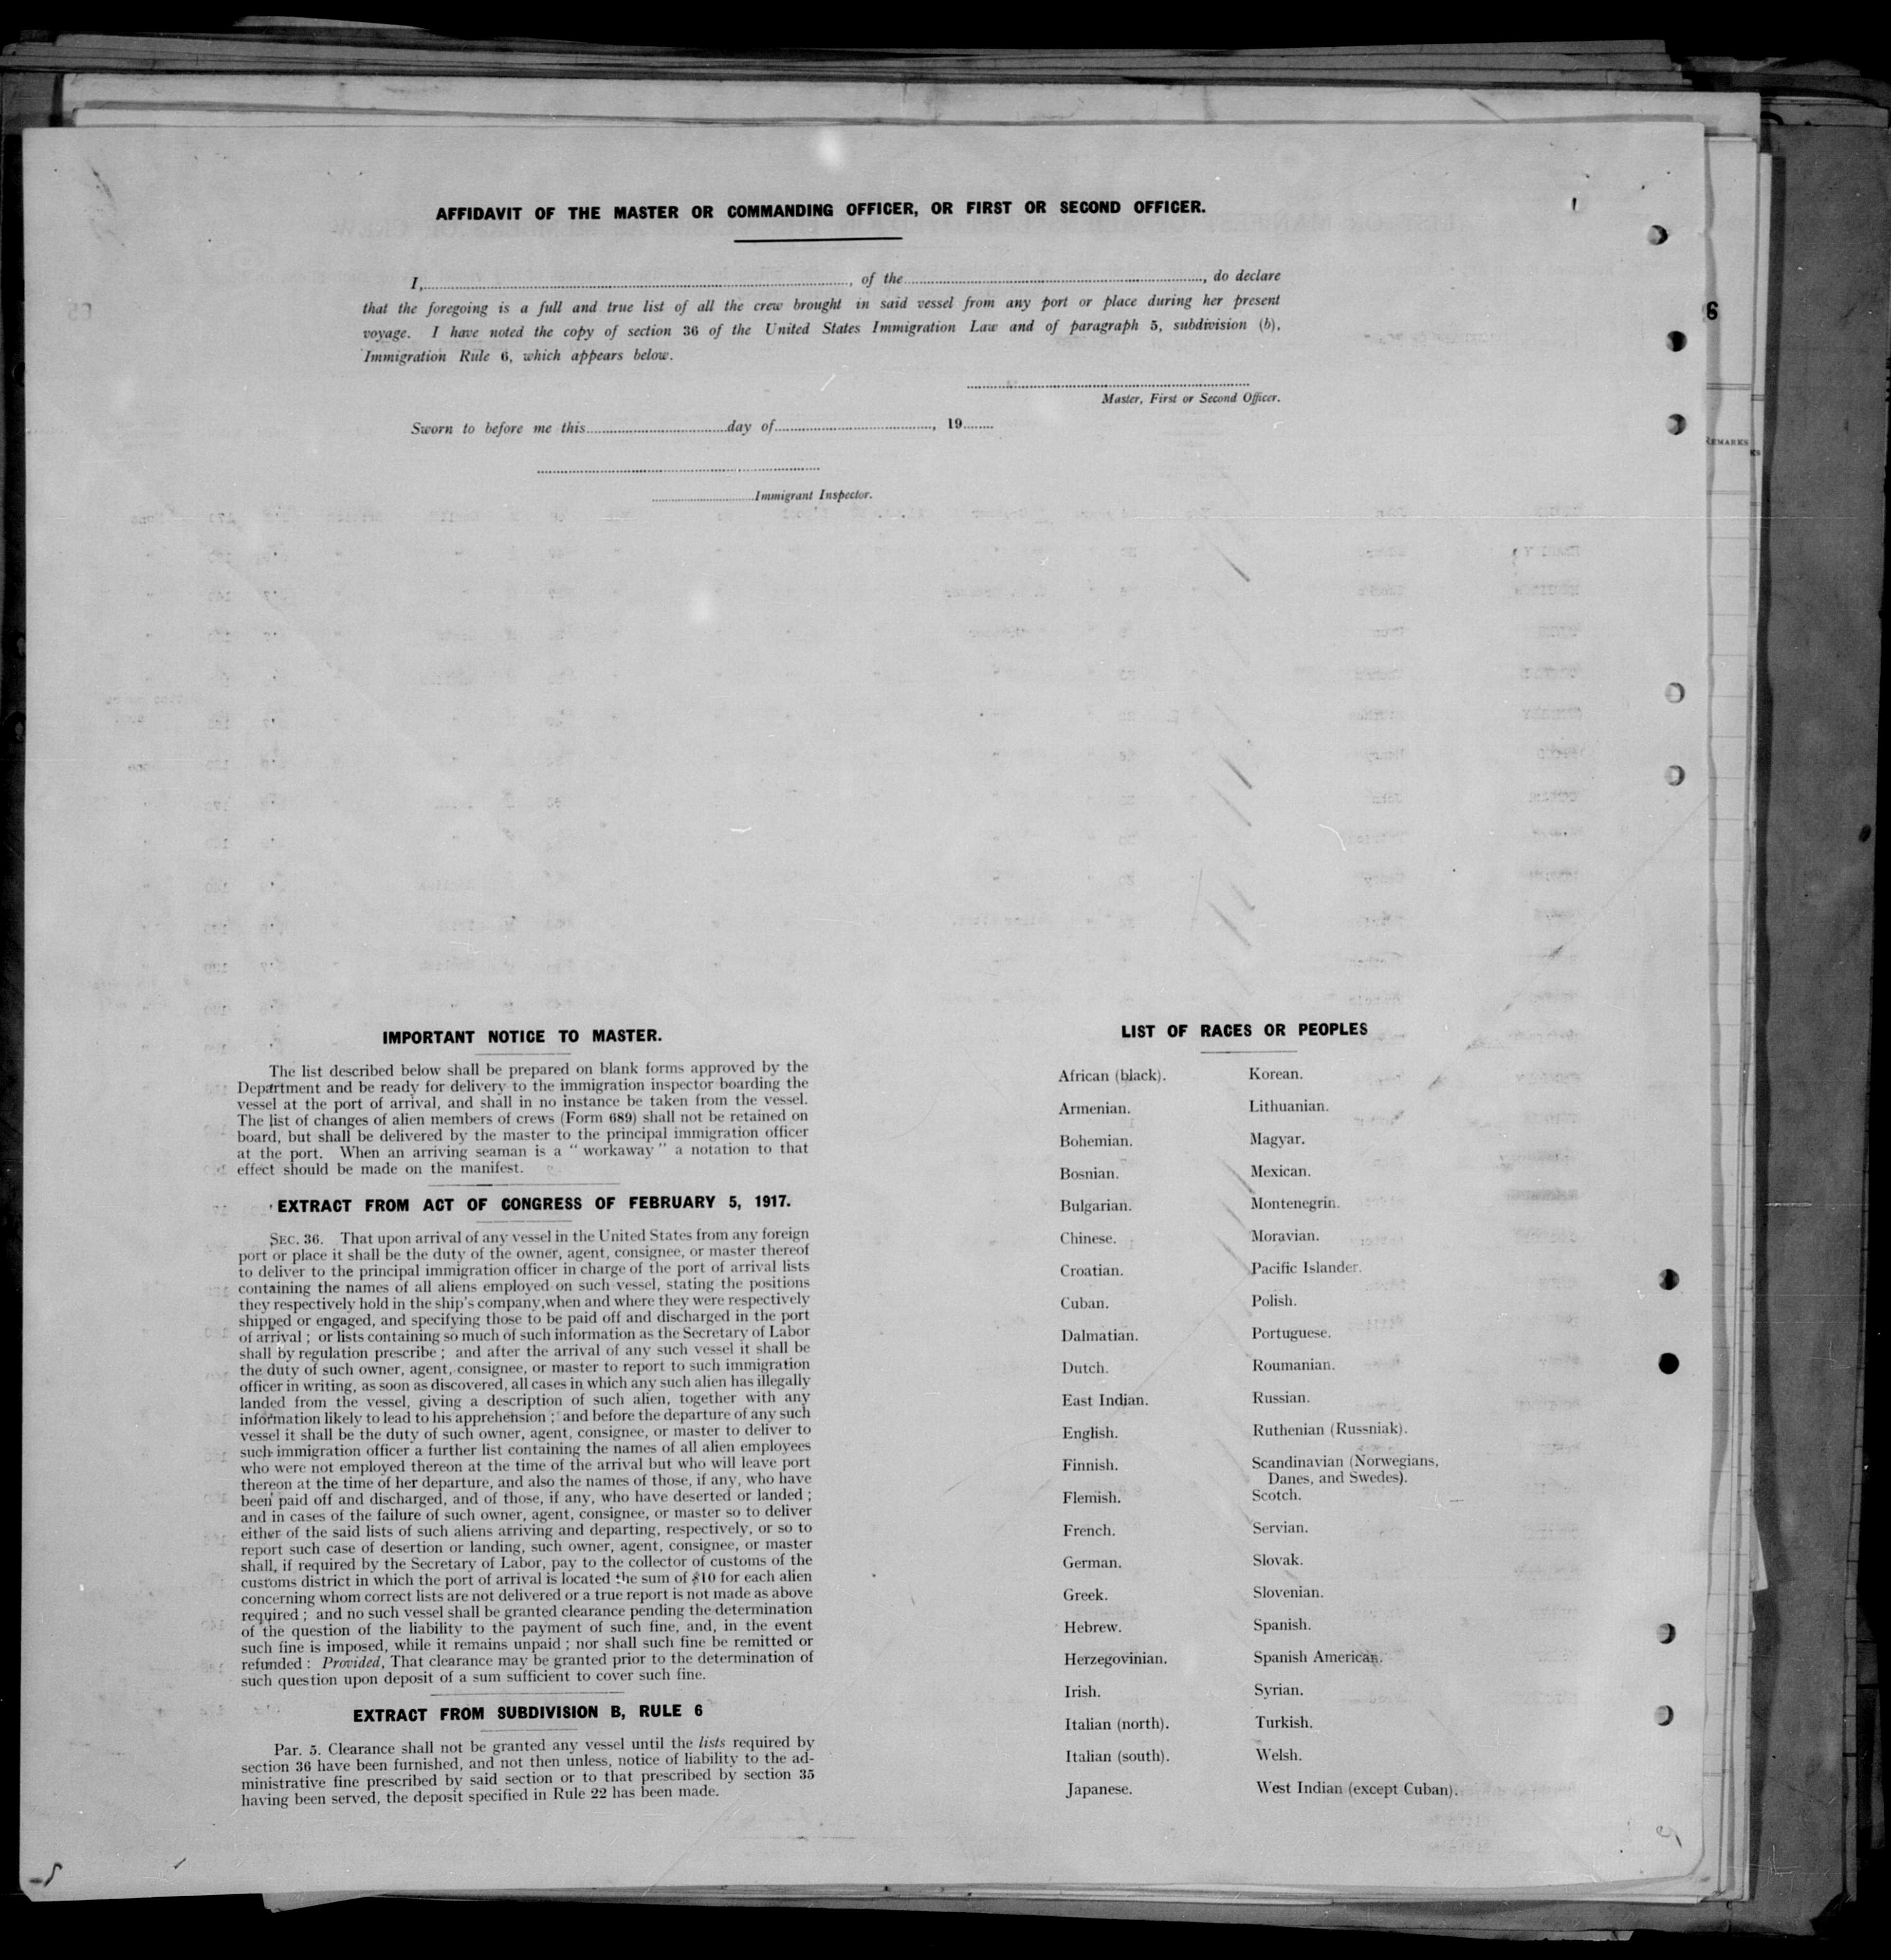 AFFIDAVIT OF THE MASTER OR COMMANDING OFFICER, OR FIRST OR SECOND OFFICER.
I,........................, of the........................, do declare
that the foregoing is a full and true list of all the crew brought in said vessel from any port or place during her present
voyage. I have noted the copy of section 36 of the United States Immigration Law and of paragraph 5, subdivision (b),
Immigration Rule 6, which appears below.
Master, First or Second Officer.
Sworn to before me this................day of................, 19......
Immigrant Inspector.
6
REMARKS
KS
IMPORTANT NOTICE TO MASTER.
The list described below shall be prepared on blank forms approved by the
Department and be ready for delivery to the immigration inspector boarding the
vessel at the port of arrival, and shall in no instance be taken from the vessel.
The list of changes of alien members of crews (Form 689) shall not be retained on
board, but shall be delivered by the master to the principal immigration officer
at the port. When an arriving seaman is a "workaway" a notation to that
effect should be made on the manifest.
EXTRACT FROM ACT OF CONGRESS OF FEBRUARY 5, 1917.
SEC. 36. That upon arrival of any vessel in the United States from any foreign
port or place it shall be the duty of the owner, agent, consignee, or master thereof
to deliver to the principal immigration officer in charge of the port of arrival lists
containing the names of all aliens employed on such vessel, stating the positions
they respectively hold in the ship's company, when and where they were respectively
shipped or engaged, and specifying those to be paid off and discharged in the port
of arrival; or lists containing so much of such information as the Secretary of Labor
shall by regulation prescribe; and after the arrival of any such vessel it shall be
the duty of such owner, agent, consignee, or master to report to such immigration
officer in writing, as soon as discovered, all cases in which any such alien has illegally
landed from the vessel, giving a description of such alien, together with any
information likely to lead to his apprehension; and before the departure of any such
vessel it shall be the duty of such owner, agent, consignee, or master to deliver to
such immigration officer a further list containing the names of all alien employees
who were not employed thereon at the time of the arrival but who will leave port
thereon at the time of her departure, and also the names of those, if any, who have
been paid off and discharged, and of those, if any, who have deserted or landed;
and in cases of the failure of such owner, agent, consignee, or master so to deliver
either of the said lists of such aliens arriving and departing, respectively, or so to
report such case of desertion or landing, such owner, agent, consignee, or master
shall, if required by the Secretary of Labor, pay to the collector of customs of the
customs district in which the port of arrival is located the sum of $10 for each alien
concerning whom correct lists are not delivered or a true report is not made as above
required; and no such vessel shall be granted clearance pending the determination
of the question of the liability to the payment of such fine, and, in the event
such fine is imposed, while it remains unpaid; nor shall such fine be remitted or
refunded: Provided, That clearance may be granted prior to the determination of
such question upon deposit of a sum sufficient to cover such fine.
EXTRACT FROM SUBDIVISION B, RULE 6
Par. 5. Clearance shall not be granted any vessel until the lists required by
section 36 have been furnished, and not then unless, notice of liability to the ad-
ministrative fine prescribed by said section or to that prescribed by section 35
having been served, the deposit specified in Rule 22 has been made.
LIST OF RACES OR PEOPLES
African (black).
Armenian.
Bohemian.
Bosnian.
Bulgarian.
Chinese.
Croatian.
Cuban.
Dalmatian.
Dutch.
East Indian.
English.
Finnish.
Flemish.
French.
German.
Greek.
Hebrew.
Herzegovinian.
Irish.
Italian (north).
Italian (south).
Japanese.
Korean.
Lithuanian.
Magyar.
Mexican.
Montenegrin.
Moravian.
Pacific Islander.
Polish.
Portuguese.
Roumanian.
Russian.
Ruthenian (Russniak).
Scandinavian (Norwegians,
Danes, and Swedes).
Scotch.
Servian.
Slovak.
Slovenian.
Spanish.
Spanish American.
Syrian.
Turkish.
Welsh.
West Indian (except Cuban).